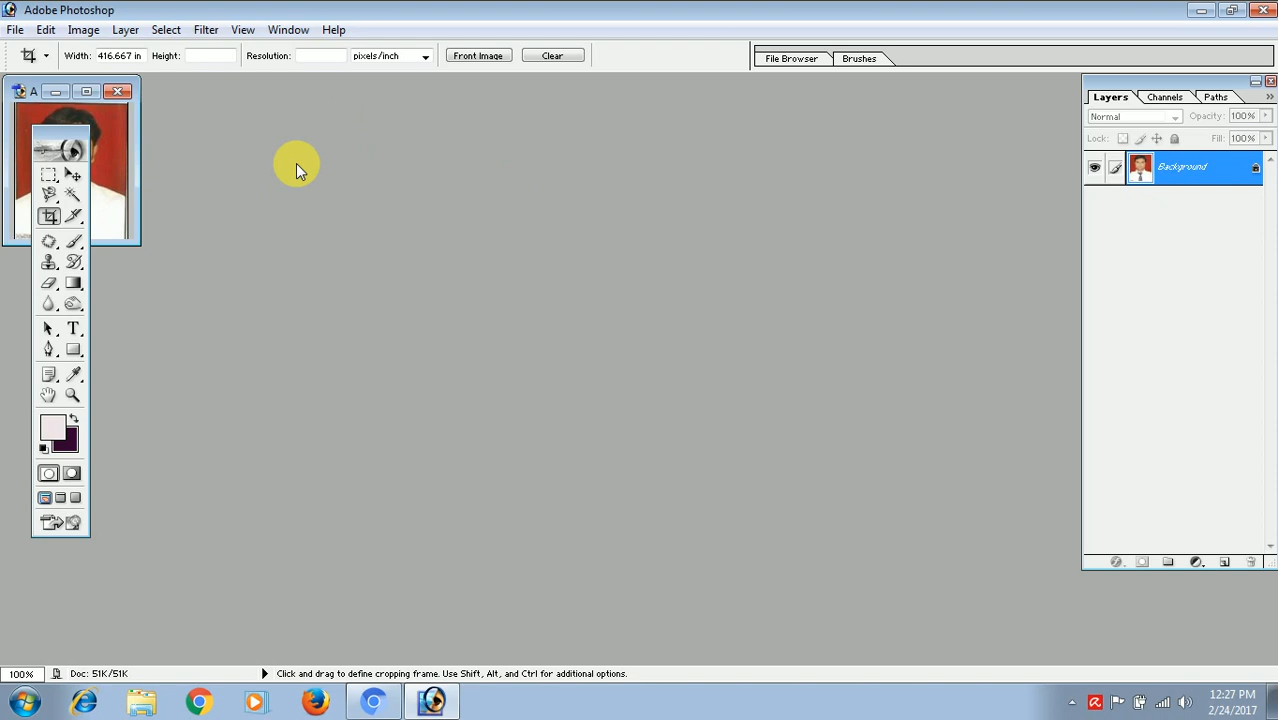 Adobe Photoshop
File Edit Image Layer Select Filter View Window Help
Width: 416.667 in Height: Resolution: pixels/inch Front Image Clear File Browser Brushes
A
Layers Channels Paths
Normal Opacity: 100%
Lock: Fill: 100%
Background
T
100% Doc: 51K/51K Click and drag to define cropping frame. Use Shift, Alt, and Ctrl for additional options.
12:27 PM
2/24/2017